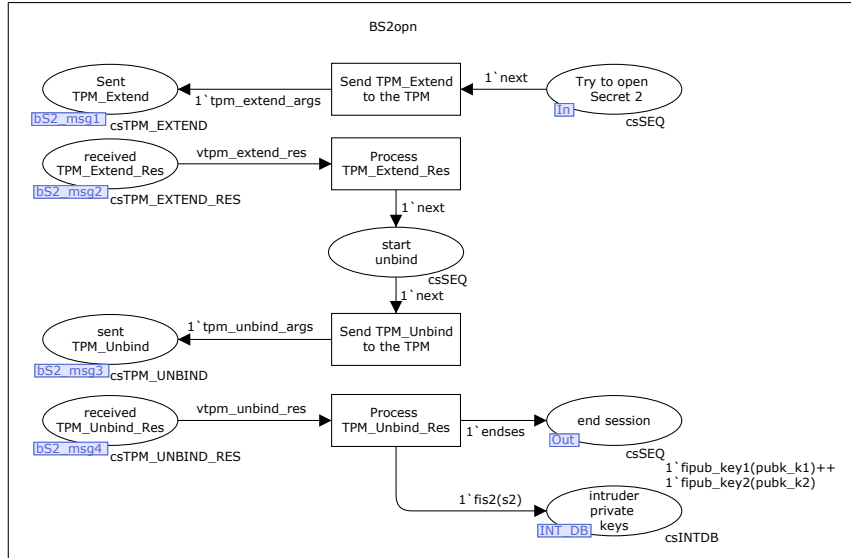 BS2opn
Sent
TPM_Extend
bS2_msg1
csTPM_EXTEND
1`tpm_extend_args
Send TPM_Extend
to the TPM
1`next
Try to open
Secret 2
In
csSEQ
received
TPM_Extend_Res
bS2_msg2
csTPM_EXTEND_RES
vtpm_extend_res
Process
TPM_Extend_Res
1`next
start
unbind
csSEQ
1`next
sent
TPM_Unbind
bS2_msg3
csTPM_UNBIND
1`tpm_unbind_args
Send TPM_Unbind
to the TPM
received
TPM_Unbind_Res
bS2_msg4
csTPM_UNBIND_RES
vtpm_unbind_res
Process
TPM_Unbind_Res
1`endses
end session
Out
csSEQ
1`fipub_key1(pubk_k1)++
1`fipub_key2(pubk_k2)
1`fis2(s2)
intruder
private
keys
INT_DB
csINTDB